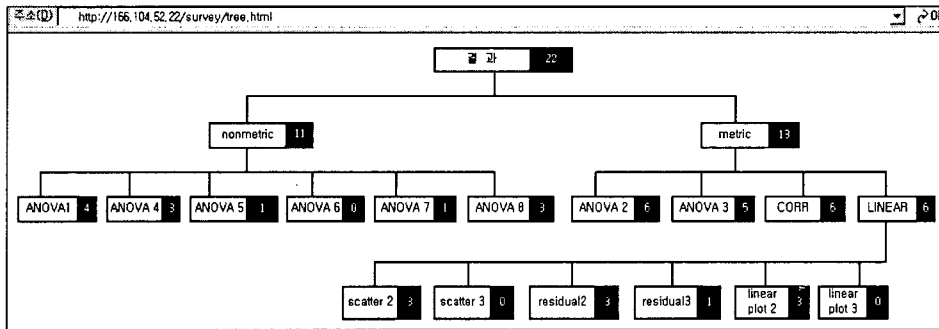 주소(D) http://166.104.52.22/survey/tree.html
결 과 22
nonmetric 11 metric 13
ANOVA1 4 ANOVA 4 3 ANOVA 5 1 ANOVA 6 0 ANOVA 7 1 ANOVA 8 3 ANOVA 2 6 ANOVA 3 5 CORR 6 LINEAR 6
scatter 2 3 scatter 3 0 residual2 3 residual3 1 linear plot 2 3 linear plot 3 0